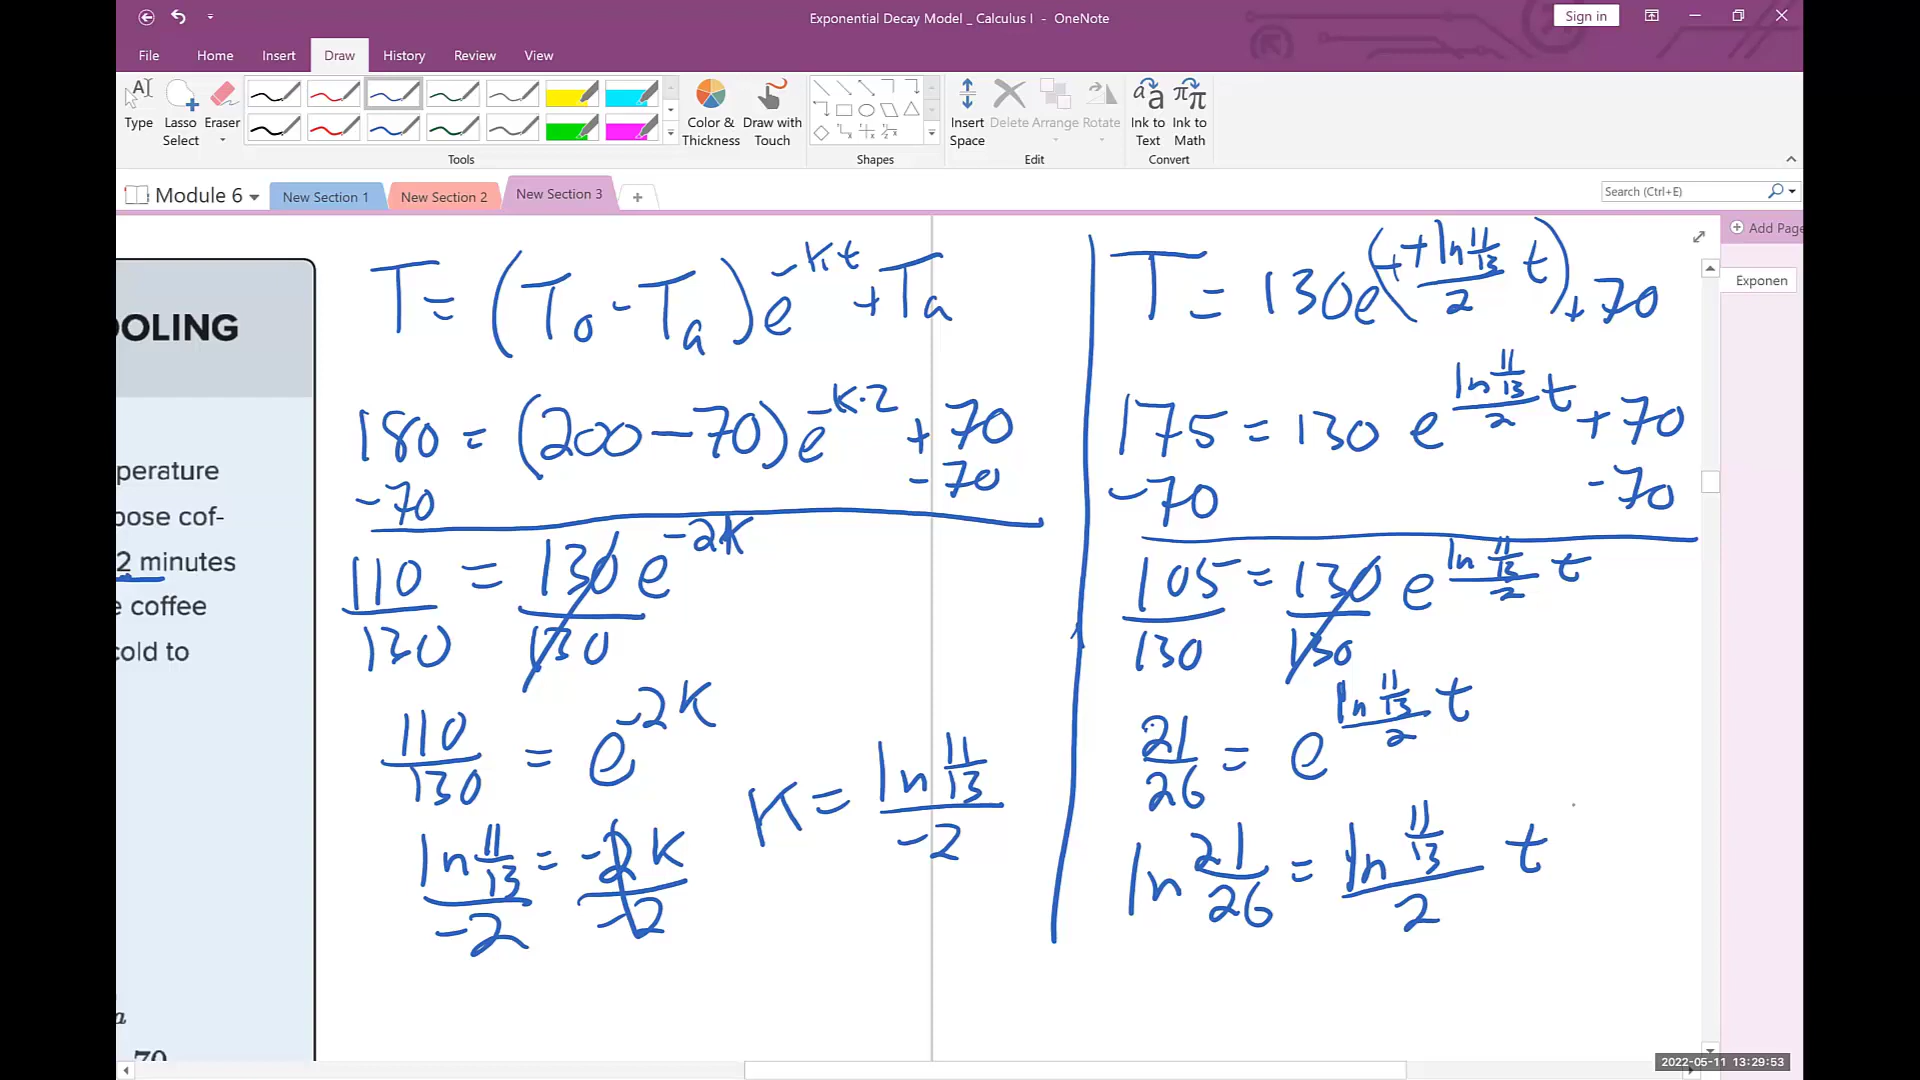 Exponential Decay Model _ Calculus I - OneNote
Sign in
File Home Insert Draw History Review View
Type
Lasso Select
Eraser
Color & Thickness
Draw with Touch
Insert Space
Delete Arrange Rotate
Ink to Text
Ink to Math
Tools Shapes Edit Convert
Module 6 New Section 1 New Section 2 New Section 3
Search (Ctrl+E)
Add Page
Exponen
OOLING
perature
pose cof-
2 minutes
e coffee
cold to
a
70
T = (T₀ - Tₐ)e^(-kt) + Tₐ
180 = (200 - 70)e^(-k·2) + 70
-70 -70
110/130 = 130e^(-2k)/130
110/130 = e^(-2k)
ln 11/13 / -2 = -2k / -2
k = ln 11/13 / -2
T = 130e^(++ ln 11/13 / 2 t) + 70
175 = 130 e^(ln 11/13 / 2 t) + 70
-70 -70
105/130 = 130/130 e^(ln 11/13 / 2 t)
21/26 = e^(ln 11/13 / 2 t)
ln 21/26 = ln 11/13 / 2 t
2022-05-11 13:29:53